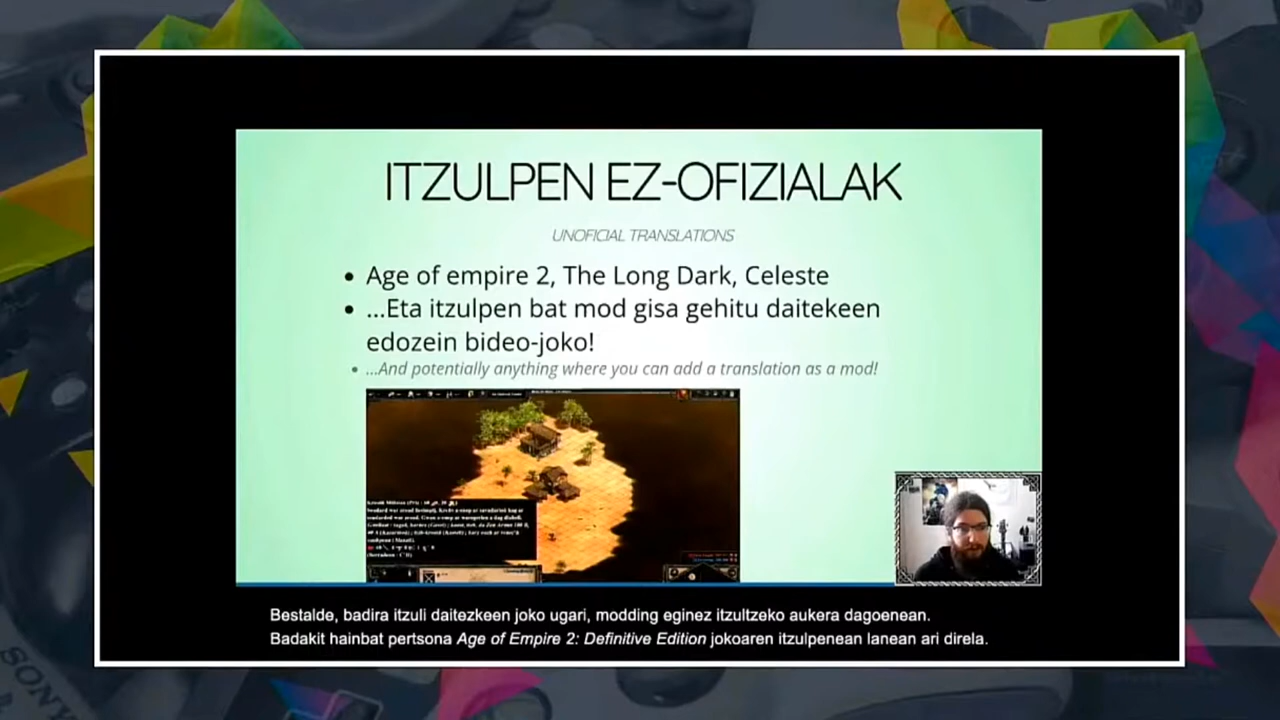 ITZULPEN EZ-OFIZIALAK
UNOFICIAL TRANSLATIONS
Age of empire 2, The Long Dark, Celeste
...Eta itzulpen bat mod gisa gehitu daitekeen
edozein bideo-joko!
...And potentially anything where you can add a translation as a mod!
Bestalde, badira itzuli daitezkeen joko ugari, modding eginez itzultzeko aukera dagoenean.
Badakit hainbat pertsona Age of Empire 2: Definitive Edition jokoaren itzulpenean lanean ari direla.
SONY